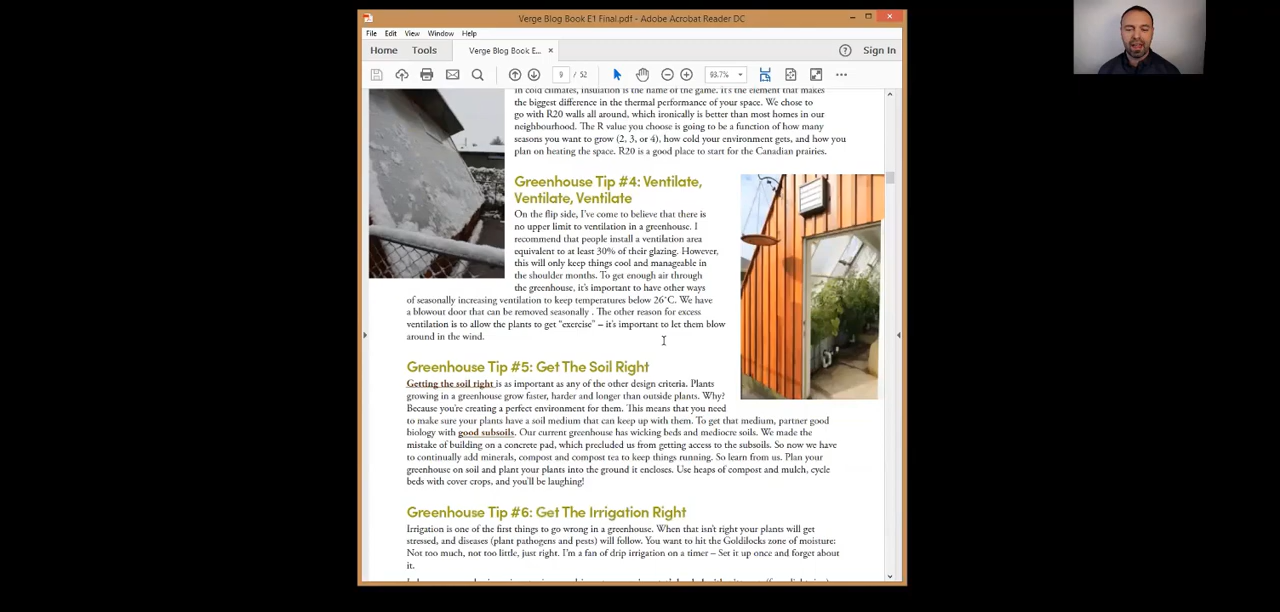 Verge Blog Book E1 Final.pdf - Adobe Acrobat Reader DC
File Edit View Window Help
Home Tools Verge Blog Book E... × Sign In
9 / 52 93.7%
In cold climates, insulation is the name of the game. It's the element that makes
the biggest difference in the thermal performance of your space. We chose to
go with R20 walls all around, which ironically is better than most homes in our
neighbourhood. The R value you choose is going to be a function of how many
seasons you want to grow (2, 3, or 4), how cold your environment gets, and how you
plan on heating the space. R20 is a good place to start for the Canadian prairies.
Greenhouse Tip #4: Ventilate,
Ventilate, Ventilate
On the flip side, I've come to believe that there is
no upper limit to ventilation in a greenhouse. I
recommend that people install a ventilation area
equivalent to at least 30% of their glazing. However,
this will only keep things cool and manageable in
the shoulder months. To get enough air through
the greenhouse, it's important to have other ways
of seasonally increasing ventilation to keep temperatures below 26°C. We have
a blowout door that can be removed seasonally . The other reason for excess
ventilation is to allow the plants to get "exercise" – it's important to let them blow
around in the wind.
Greenhouse Tip #5: Get The Soil Right
Getting the soil right is as important as any of the other design criteria. Plants
growing in a greenhouse grow faster, harder and longer than outside plants. Why?
Because you're creating a perfect environment for them. This means that you need
to make sure your plants have a soil medium that can keep up with them. To get that medium, partner good
biology with good subsoils. Our current greenhouse has wicking beds and mediocre soils. We made the
mistake of building on a concrete pad, which precluded us from getting access to the subsoils. So now we have
to continually add minerals, compost and compost tea to keep things running. So learn from us. Plan your
greenhouse on soil and plant your plants into the ground it encloses. Use heaps of compost and mulch, cycle
beds with cover crops, and you'll be laughing!
Greenhouse Tip #6: Get The Irrigation Right
Irrigation is one of the first things to go wrong in a greenhouse. When that isn't right your plants will get
stressed, and diseases (plant pathogens and pests) will follow. You want to hit the Goldilocks zone of moisture:
Not too much, not too little, just right. I'm a fan of drip irrigation on a timer – Set it up once and forget about
it.